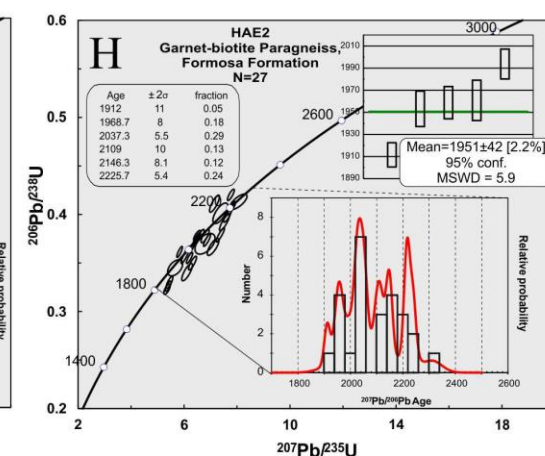 H
HAE2
Garnet-biotite Paragneiss,
Formosa Formation
N=27
Age ±2σ fraction
1912 11 0.05
1968.7 8 0.18
2037.3 5.5 0.29
2109 10 0.13
2146.3 8.1 0.12
2225.7 5.4 0.24
3000
2600
2200
1800
1400
2010
1990
1970
1950
1930
1910
1890
Mean=1951±42 [2.2%]
95% conf.
MSWD = 5.9
8
6
4
2
0
Number
Relative probability
1800 2000 2200 2400 2600
207Pb/206Pb Age
0.6
0.5
0.4
0.3
0.2
206Pb/238U
2 6 10 14 18
207Pb/235U
Relative probability